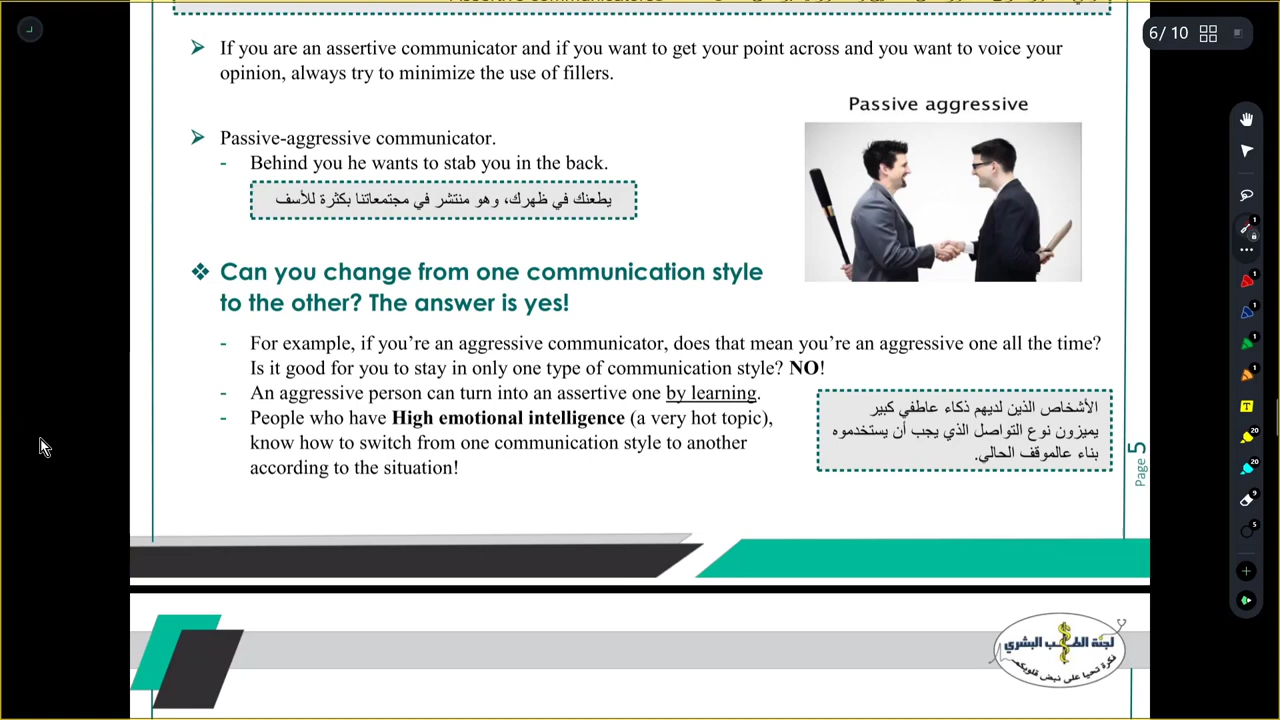 6/ 10
If you are an assertive communicator and if you want to get your point across and you want to voice your
opinion, always try to minimize the use of fillers.
Passive aggressive
➢ Passive-aggressive communicator.
- Behind you he wants to stab you in the back.
يطعنك في ظهرك، وهو منتشر في مجتمعاتنا بكثرة للأسف
❖ Can you change from one communication style
to the other? The answer is yes!
- For example, if you're an aggressive communicator, does that mean you're an aggressive one all the time?
Is it good for you to stay in only one type of communication style? NO!
- An aggressive person can turn into an assertive one by learning.
- People who have High emotional intelligence (a very hot topic),
know how to switch from one communication style to another
according to the situation!
الأشخاص الذين لديهم ذكاء عاطفي كبير
يميزون نوع التواصل الذي يجب أن يستخدموه
بناء عالموقف الحالي.
Page 5
لجنة الطب البشري
فكرة تحيا على نبض قلوبكم